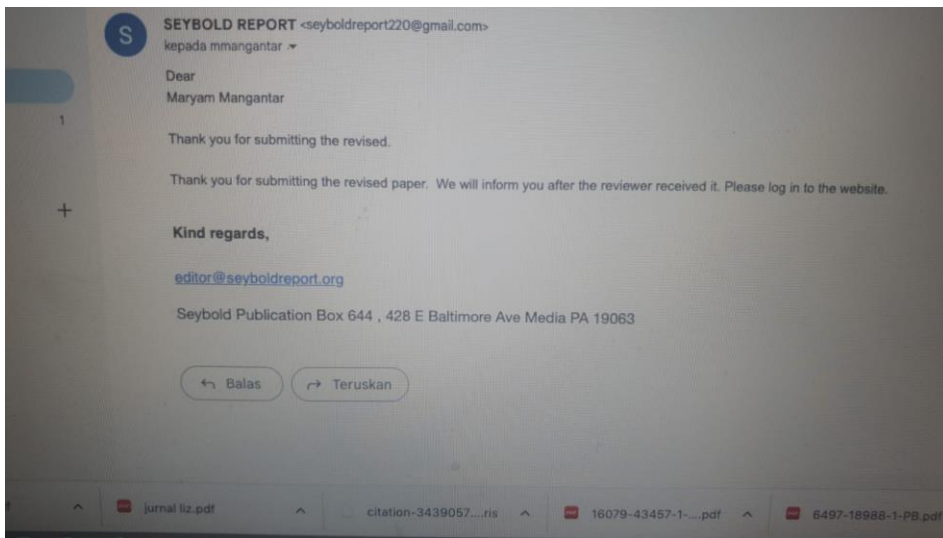 S
SEYBOLD REPORT <seyboldreport220@gmail.com>
kepada mmangantar
Dear
Maryam Mangantar
1
Thank you for submitting the revised.
Thank you for submitting the revised paper. We will inform you after the reviewer received it. Please log in to the website.
+
Kind regards,
editor@seyboldreport.org
Seybold Publication Box 644 , 428 E Baltimore Ave Media PA 19063
Balas
Teruskan
jurnal liz.pdf
citation-3439057....ris
16079-43457-1-....pdf
6497-18988-1-PB.pdf